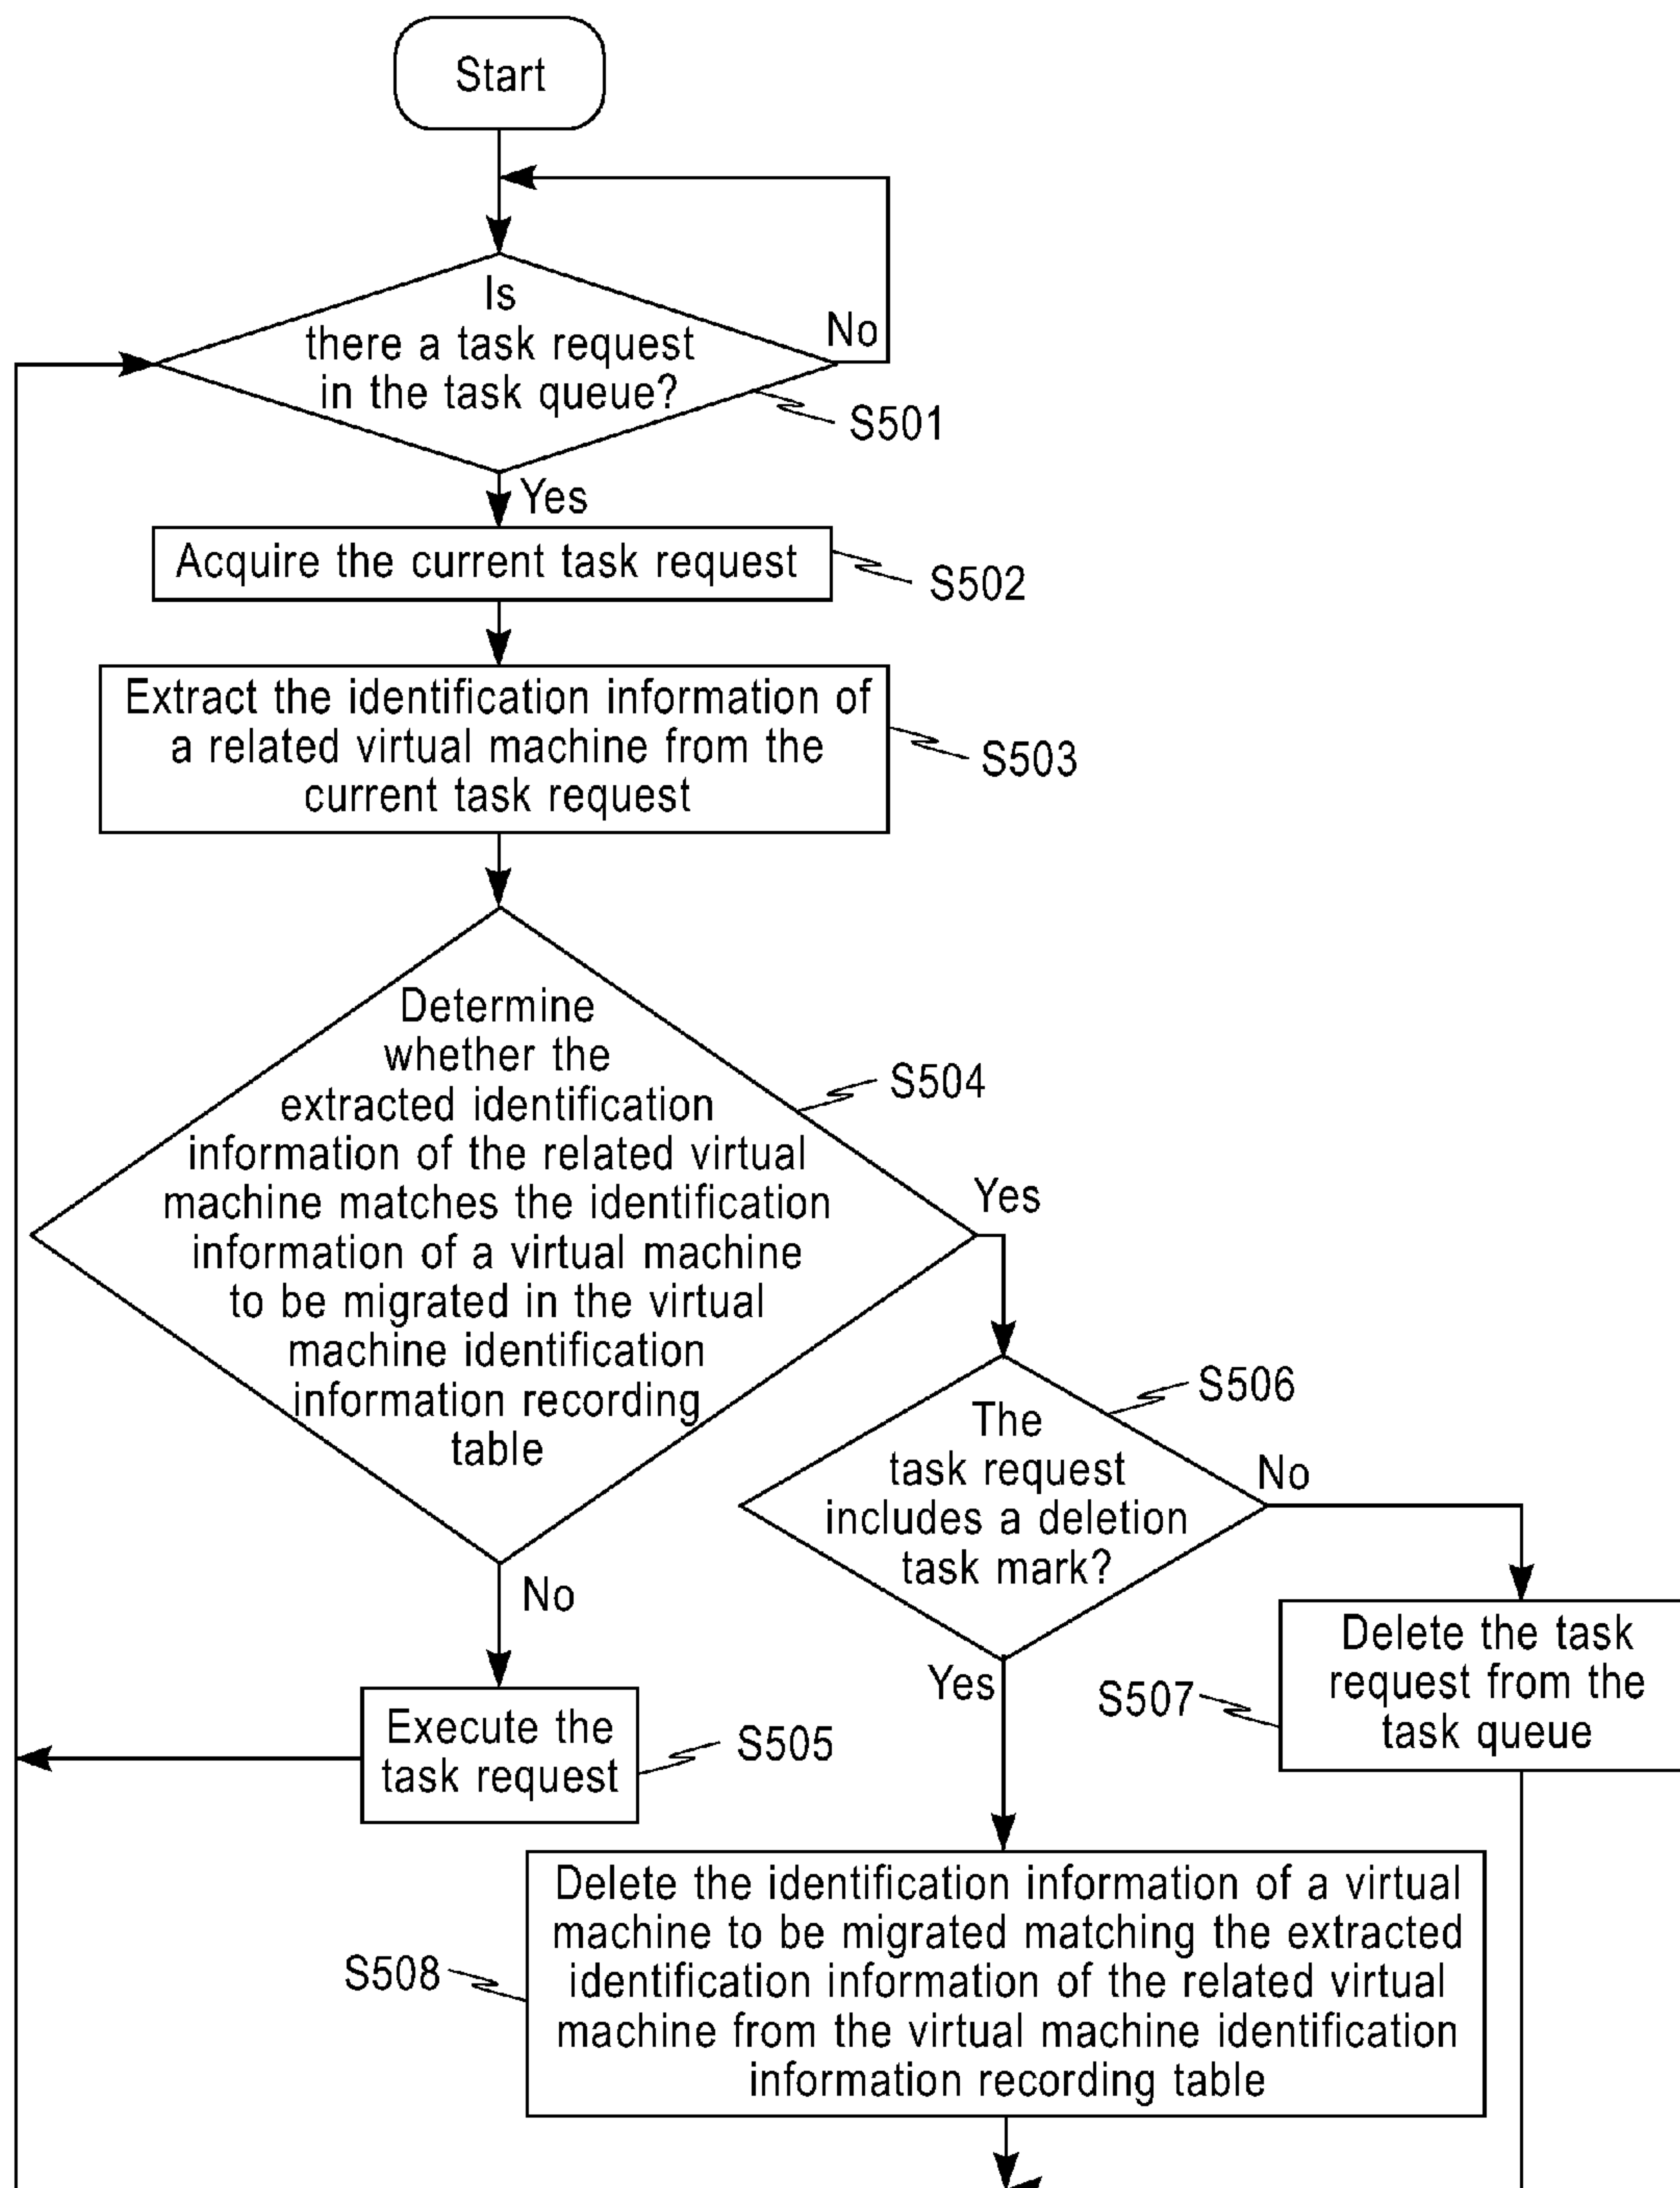 Start
Is
there a task request
in the task queue?
No
S501
Yes
Acquire the current task request
S502
Extract the identification information of
a related virtual machine from the
current task request
S503
Determine
whether the
extracted identification
information of the related virtual
machine matches the identification
information of a virtual machine
to be migrated in the virtual
machine identification
information recording
table
S504
Yes
No
The
task request
includes a deletion
task mark?
S506
No
Yes
Execute the
task request
S505
Delete the task
request from the
task queue
S507
Delete the identification information of a virtual
machine to be migrated matching the extracted
identification information of the related virtual
machine from the virtual machine identification
information recording table
S508